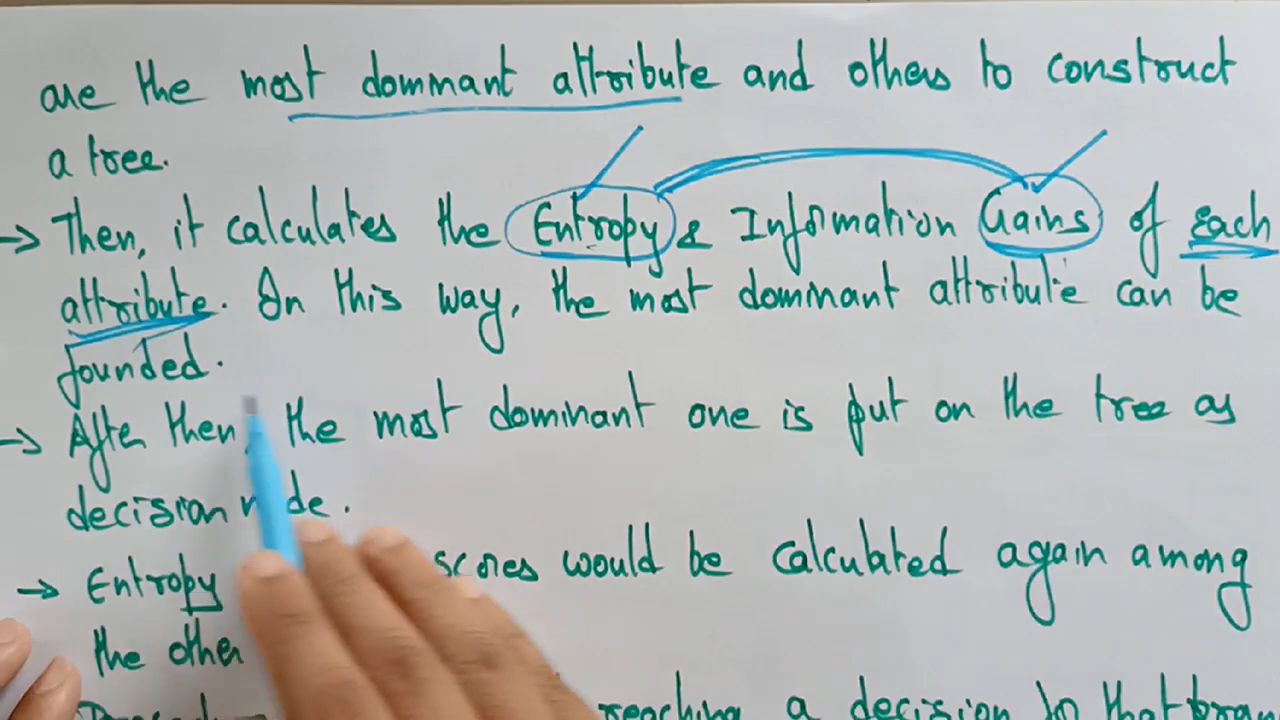 are the most dominant attribute and others to construct
a tree.
→ Then, it calculates the Entropy & Information Gains of each
attribute. In this way, the most dominant attribute can be
founded.
→ After then, the most dominant one is put on the tree as
decision node.
→ Entropy scores would be calculated again among
the other
reaching a decision in that